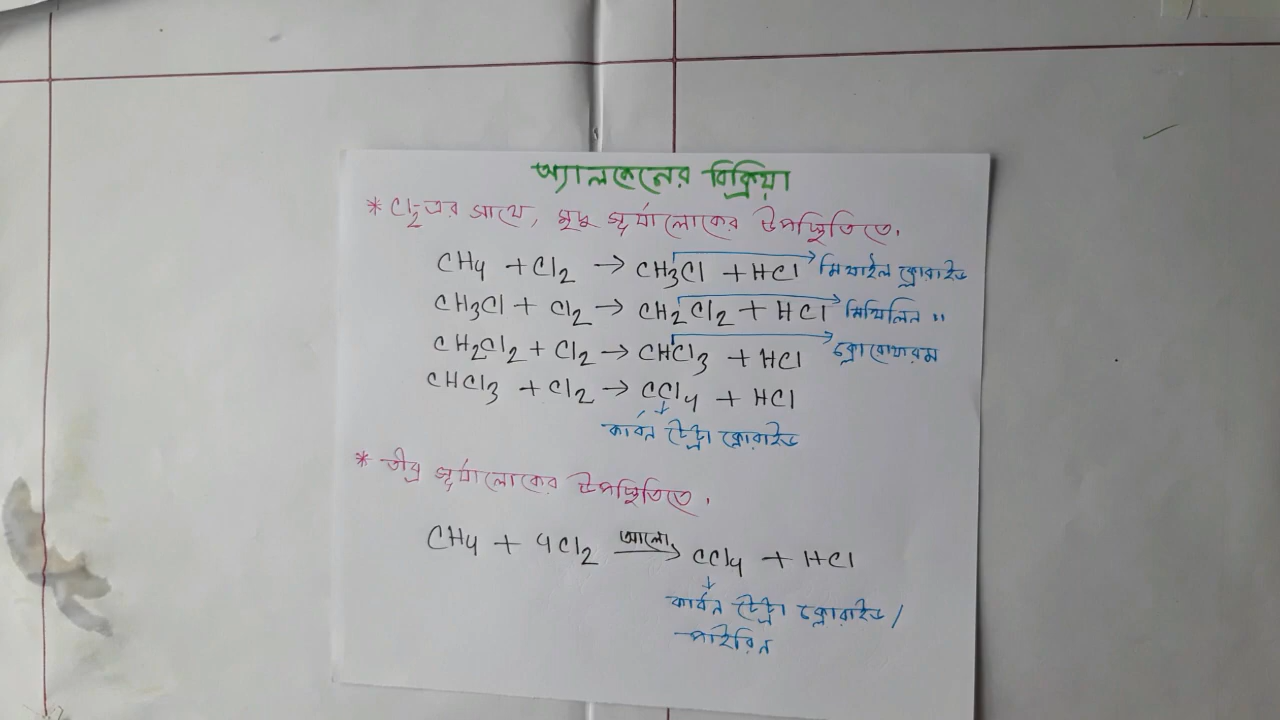 অ্যালকেনের বিক্রিয়া
* Cl2 এর সাথে, মৃদু সূর্যালোকের উপস্থিতিতে,
CH4 + Cl2 → CH3Cl + HCl মিথাইল ক্লোরাইড
CH3Cl + Cl2 → CH2Cl2 + HCl মিথিলিন "
CH2Cl2 + Cl2 → CHCl3 + HCl ক্লোরোফরম
CHCl3 + Cl2 → CCl4 + HCl
কার্বন টেট্রা ক্লোরাইড
* তীব্র সূর্যালোকের উপস্থিতিতে,
CH4 + 4Cl2 আলো→ CCl4 + HCl
কার্বন টেট্রা ক্লোরাইড /
পাইরিন